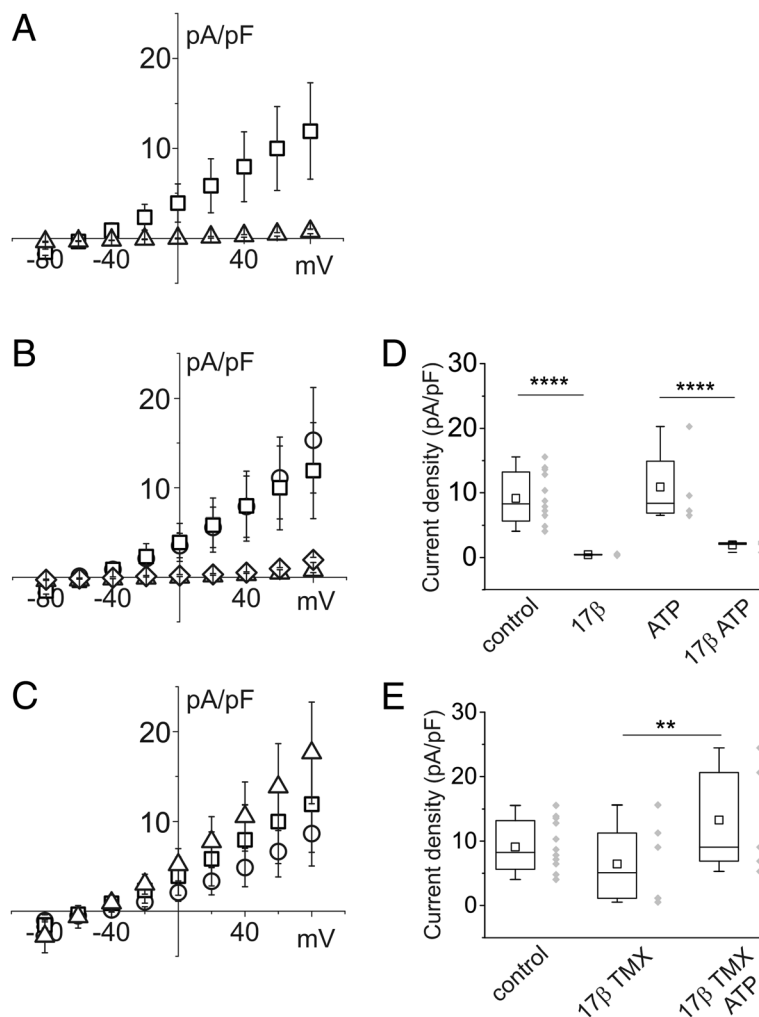 A
pA/pF
20
10
-80
-40
40
mV
B
pA/pF
20
10
-80
-40
40
mV
C
pA/pF
20
10
-40
40
mV
D
Current density (pA/pF)
30
20
10
0
****
****
control
17β
ATP
17β ATP
E
Current density (pA/pF)
30
20
10
0
**
control
17β TMX
17β TMX
ATP